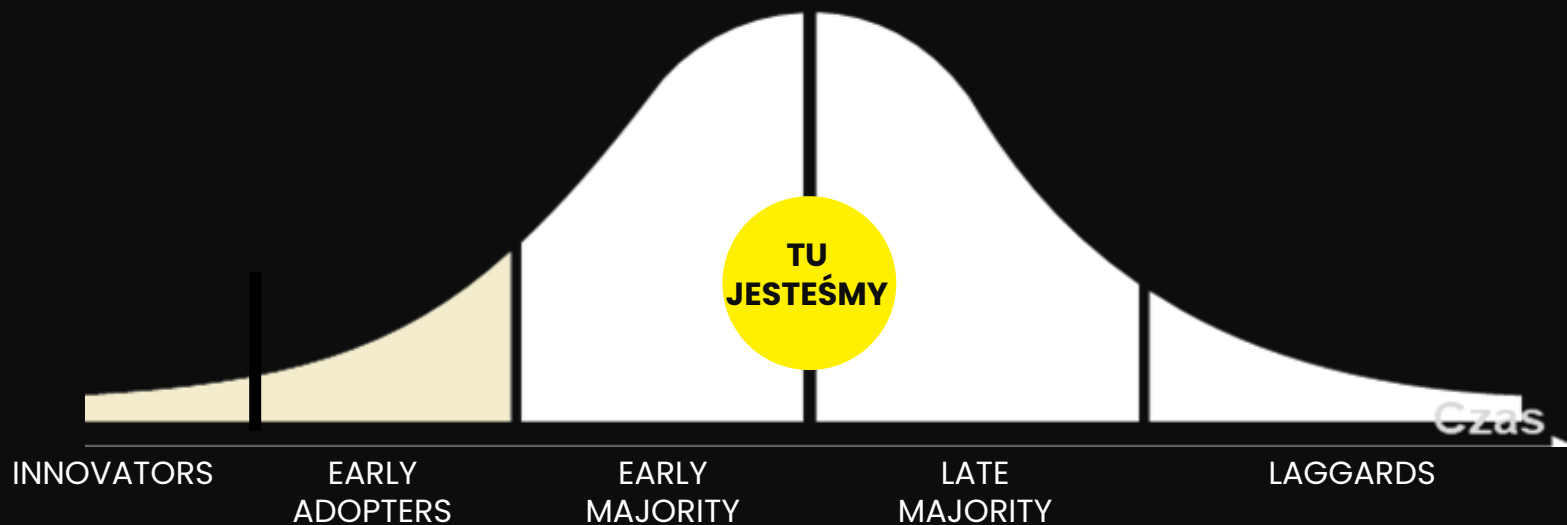 TU
JESTEŚMY
Czas
INNOVATORS
EARLY
ADOPTERS
EARLY
MAJORITY
LATE
MAJORITY
LAGGARDS